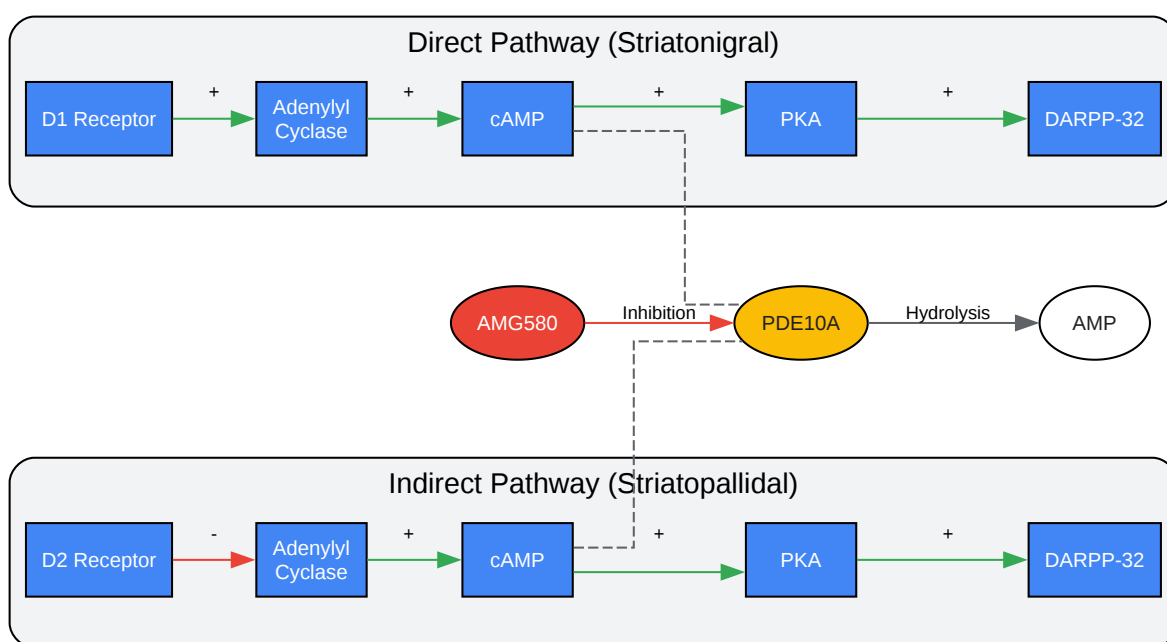 Direct Pathway (Striatonigral)
+
+
+
+
D1 Receptor
Adenylyl
Cyclase
cAMP
PKA
DARPP-32
AMG580
Inhibition
PDE10A
Hydrolysis
AMP
Indirect Pathway (Striatopallidal)
-
+
+
+
D2 Receptor
Adenylyl
Cyclase
cAMP
PKA
DARPP-32